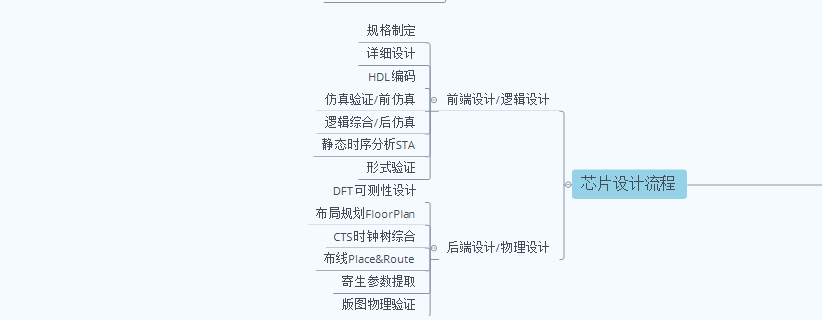 规格制定
详细设计
HDL编码
仿真验证/前仿真
逻辑综合/后仿真
静态时序分析STA
形式验证
前端设计/逻辑设计
芯片设计流程
DFT可测性设计
布局规划FloorPlan
CTS时钟树综合
布线Place&Route
寄生参数提取
版图物理验证
后端设计/物理设计